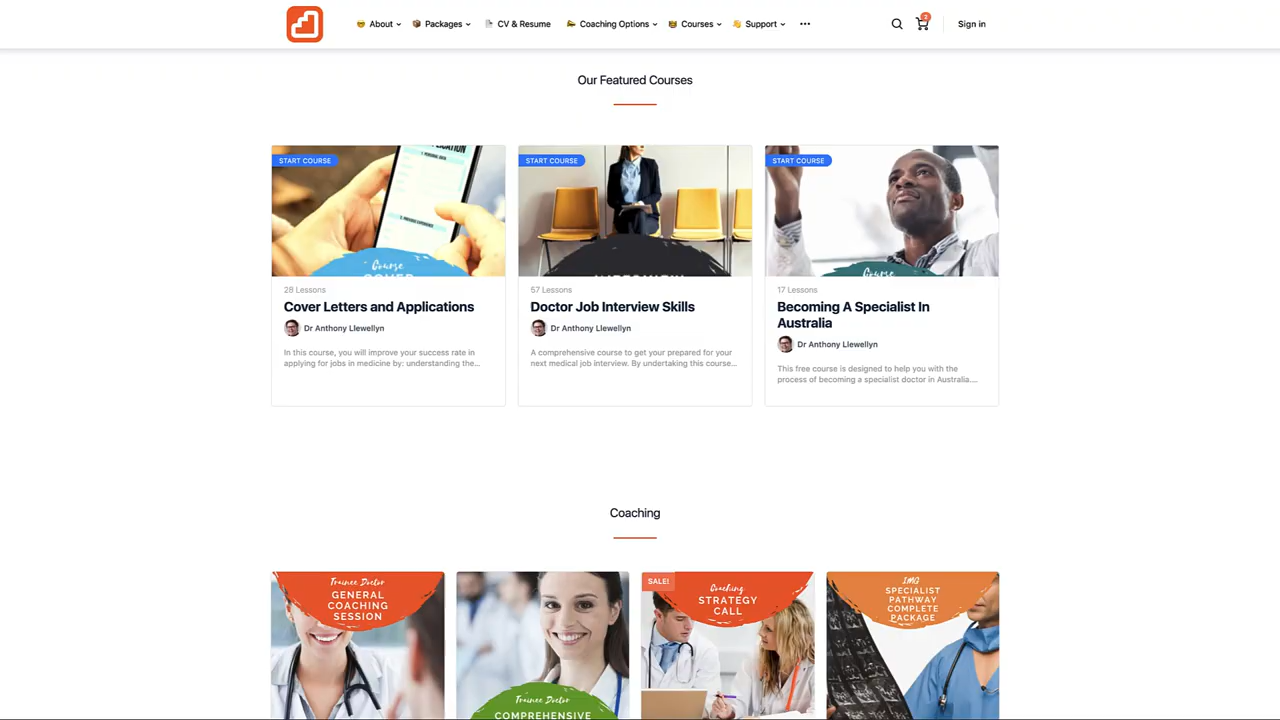 About
Packages
CV & Resume
Coaching Options
Courses
Support
2
Sign in
Our Featured Courses
START COURSE
START COURSE
START COURSE
1. PERSONAL DATA
Course
Course
28 Lessons
57 Lessons
17 Lessons
Cover Letters and Applications
Doctor Job Interview Skills
Becoming A Specialist In
Australia
Dr Anthony Llewellyn
Dr Anthony Llewellyn
Dr Anthony Llewellyn
In this course, you will improve your success rate in
applying for jobs in medicine by: understanding the...
A comprehensive course to get your prepared for your
next medical job interview. By undertaking this course...
This free course is designed to help you with the
process of becoming a specialist doctor in Australia....
Coaching
Trainee Doctor
GENERAL
COACHING
SESSION
Trainee Doctor
COMPREHENSIVE
SALE!
Coaching
STRATEGY
CALL
IMG
SPECIALIST
PATHWAY
COMPLETE
PACKAGE